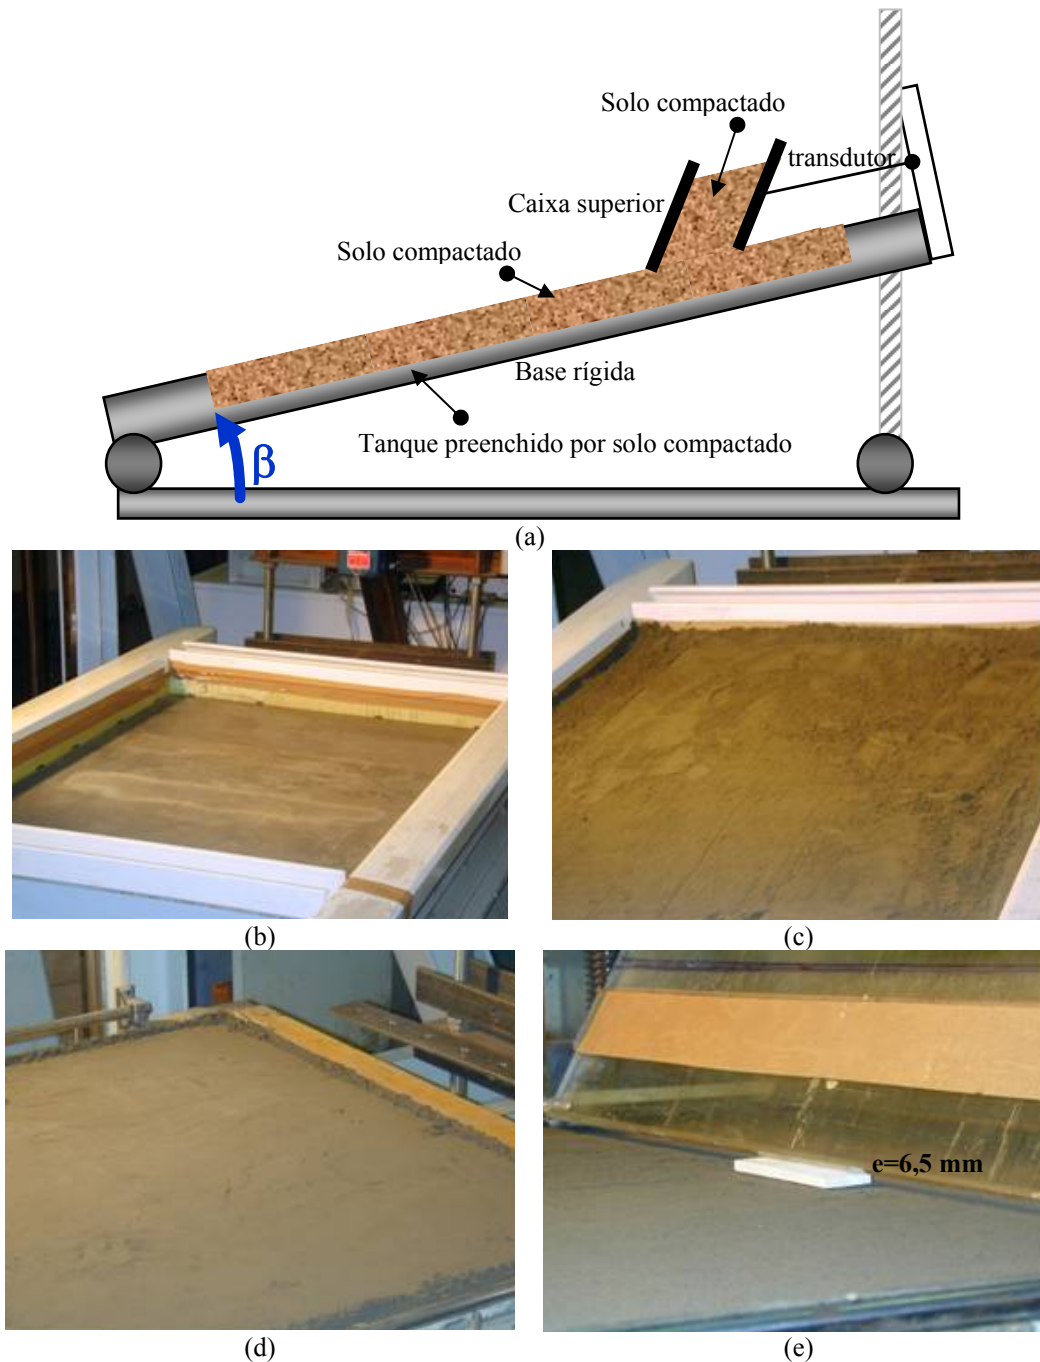 Solo compactado
transdutor
Caixa superior
Solo compactado
Base rígida
Tanque preenchido por solo compactado
β
(a)
(b)
(c)
e=6,5 mm
(d)
(e)